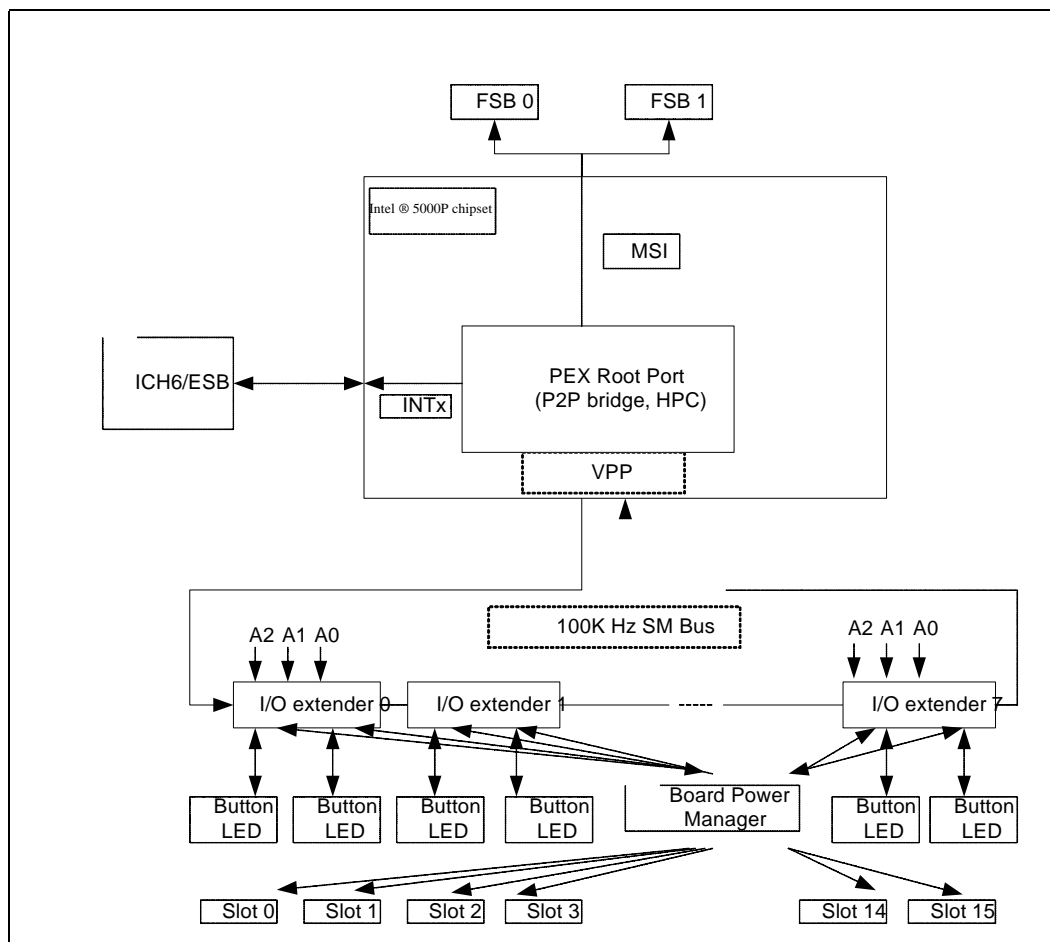 FSB 0
FSB 1
Intel ® 5000P chipset
MSI
ICH6/ESB
INTx
PEX Root Port
(P2P bridge, HPC)
VPP
100K Hz SM Bus
A2 A1 A0
A2 A1 A0
I/O extender 0
I/O extender 1
-----
I/O extender 7
Button
LED
Button
LED
Button
LED
Button
LED
Board Power
Manager
Button
LED
Button
LED
Slot 0
Slot 1
Slot 2
Slot 3
Slot 14
Slot 15